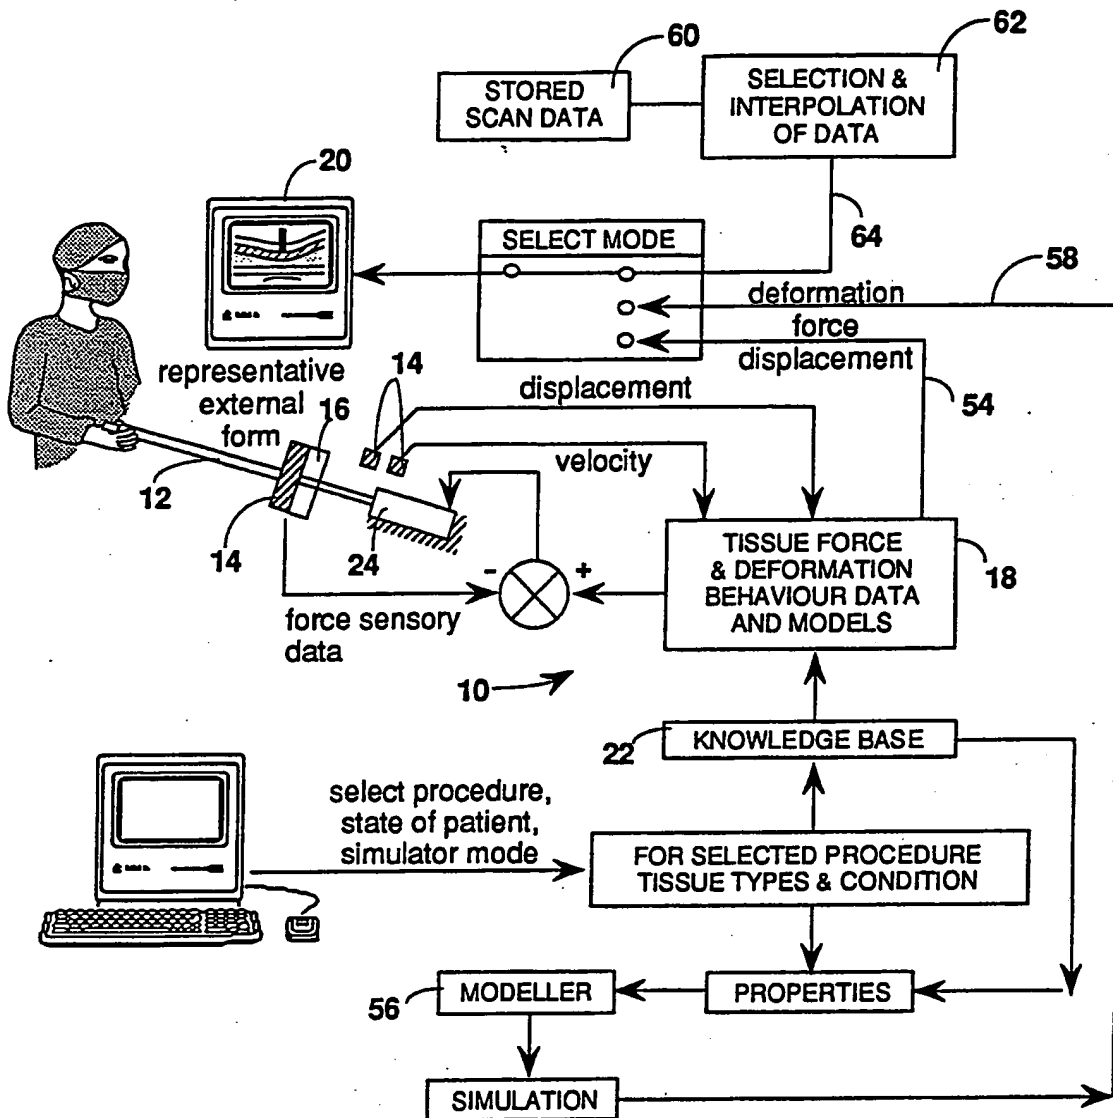 60
62
STORED
SCAN DATA
SELECTION &
INTERPOLATION
OF DATA
20
64
SELECT MODE
58
deformation
force
displacement
54
representative
external
form
14
16
displacement
velocity
12
14
24
-
+
TISSUE FORCE
& DEFORMATION
BEHAVIOUR DATA
AND MODELS
18
force sensory
data
10
22
KNOWLEDGE BASE
select procedure,
state of patient,
simulator mode
FOR SELECTED PROCEDURE
TISSUE TYPES & CONDITION
56
MODELLER
PROPERTIES
SIMULATION